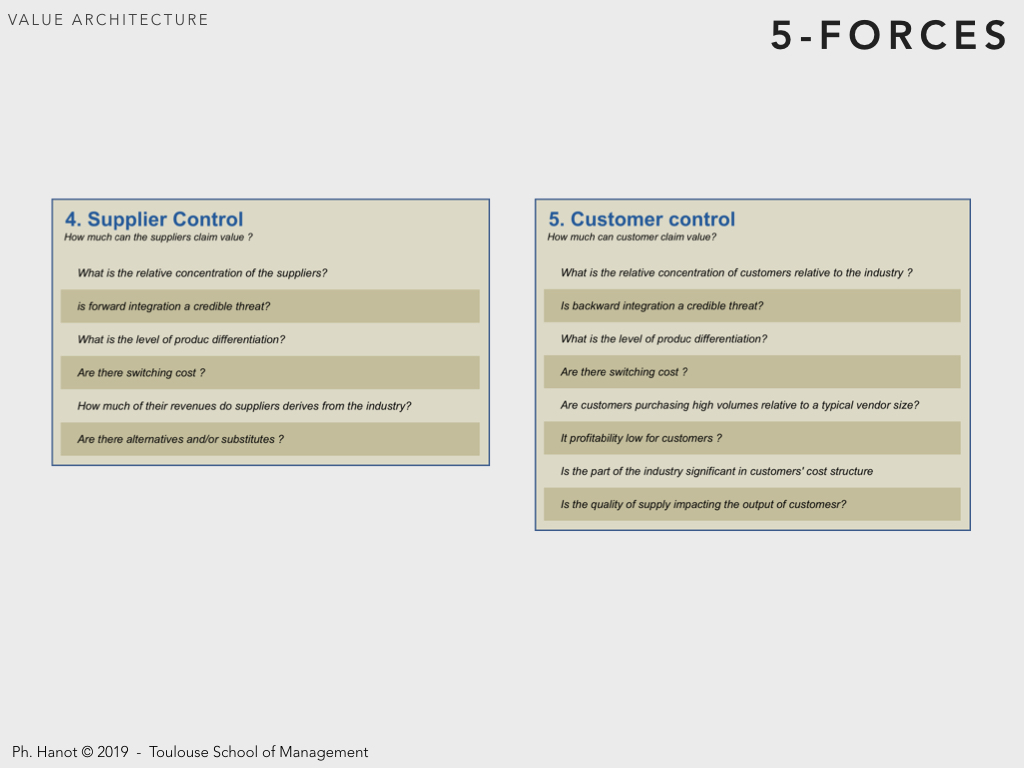 VALUE ARCHITECTURE
5-FORCES
4. Supplier Control
How much can the suppliers claim value ?
What is the relative concentration of the suppliers?
is forward integration a credible threat?
What is the level of produc differentiation?
Are there switching cost ?
How much of their revenues do suppliers derives from the industry?
Are there alternatives and/or substitutes ?
5. Customer control
How much can customer claim value?
What is the relative concentration of customers relative to the industry ?
Is backward integration a credible threat?
What is the level of produc differentiation?
Are there switching cost ?
Are customers purchasing high volumes relative to a typical vendor size?
It profitability low for customers ?
Is the part of the industry significant in customers' cost structure
Is the quality of supply impacting the output of customesr?
Ph. Hanot © 2019 - Toulouse School of Management